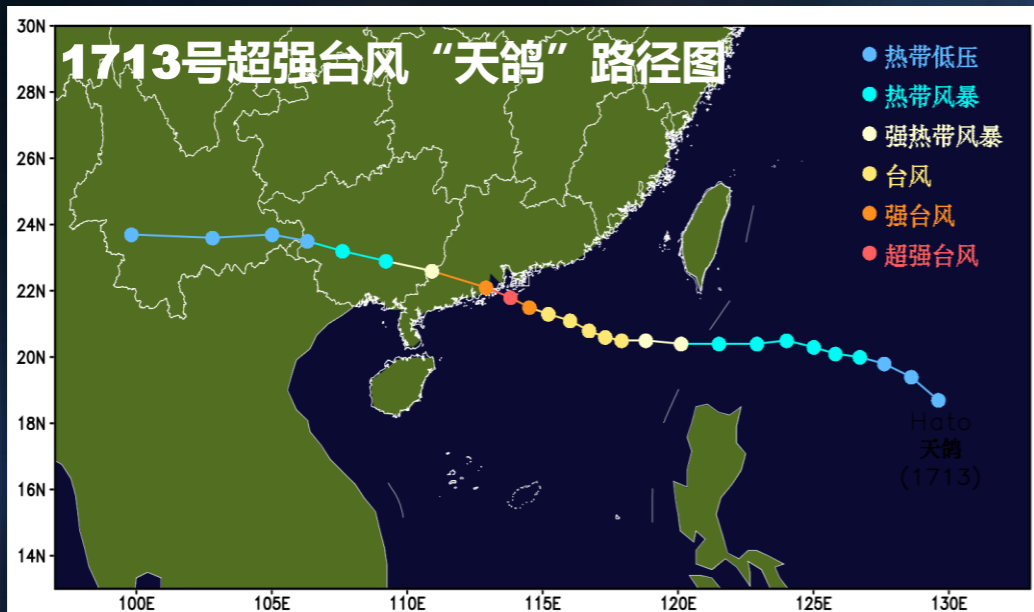 1713号超强台风“天鸽”路径图
热带低压
热带风暴
强热带风暴
台风
强台风
超强台风
30N
28N
26N
24N
22N
20N
18N
16N
14N
Hato
天鸽
(1713)
100E
105E
110E
115E
120E
125E
130E